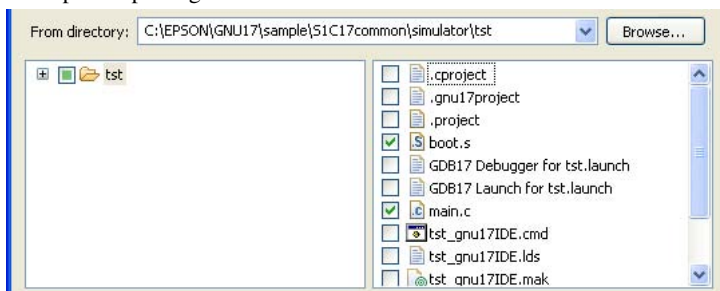 From directory: C:\EPSON\GNU17\sample\S1C17common\simulator\tst Browse...
tst
.cproject
.gnu17project
.project
boot.s
GDB17 Debugger for tst.launch
GDB17 Launch for tst.launch
main.c
tst_gnu17IDE.cmd
tst_gnu17IDE.lds
tst_gnu17IDE.mak